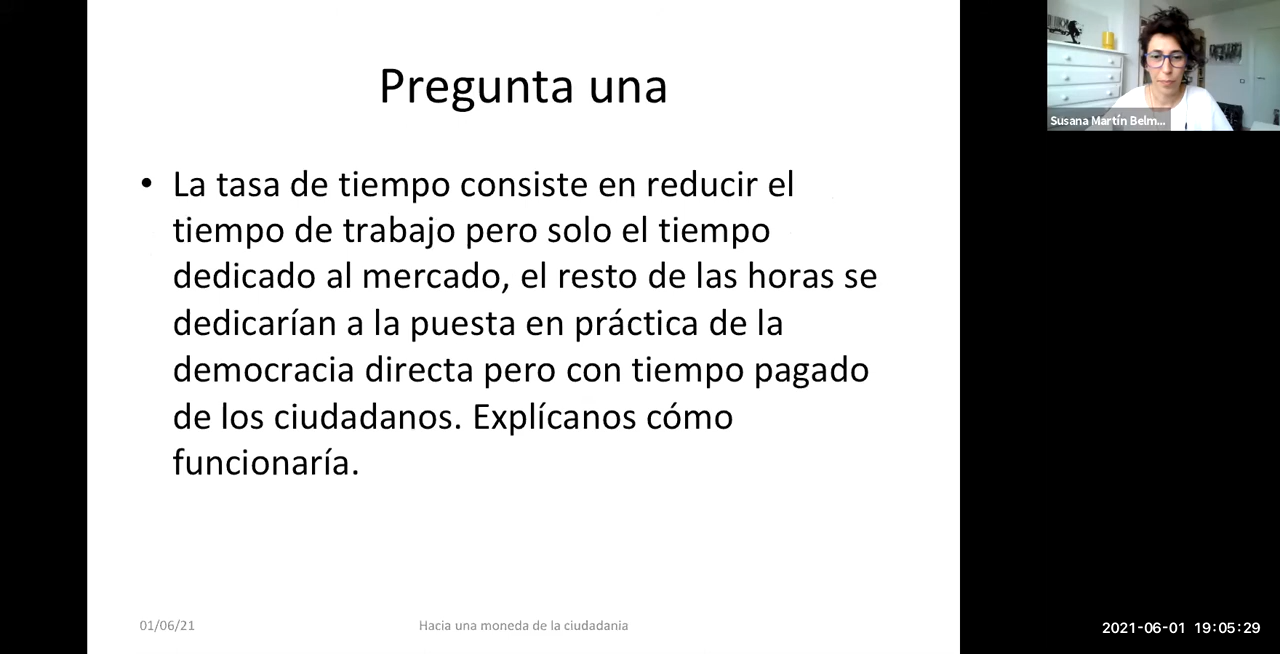 Pregunta una
• La tasa de tiempo consiste en reducir el
tiempo de trabajo pero solo el tiempo
dedicado al mercado, el resto de las horas se
dedicarían a la puesta en práctica de la
democracia directa pero con tiempo pagado
de los ciudadanos. Explícanos cómo
funcionaría.
01/06/21
Hacia una moneda de la ciudadania
Susana Martín Belm...
2021-06-01 19:05:29